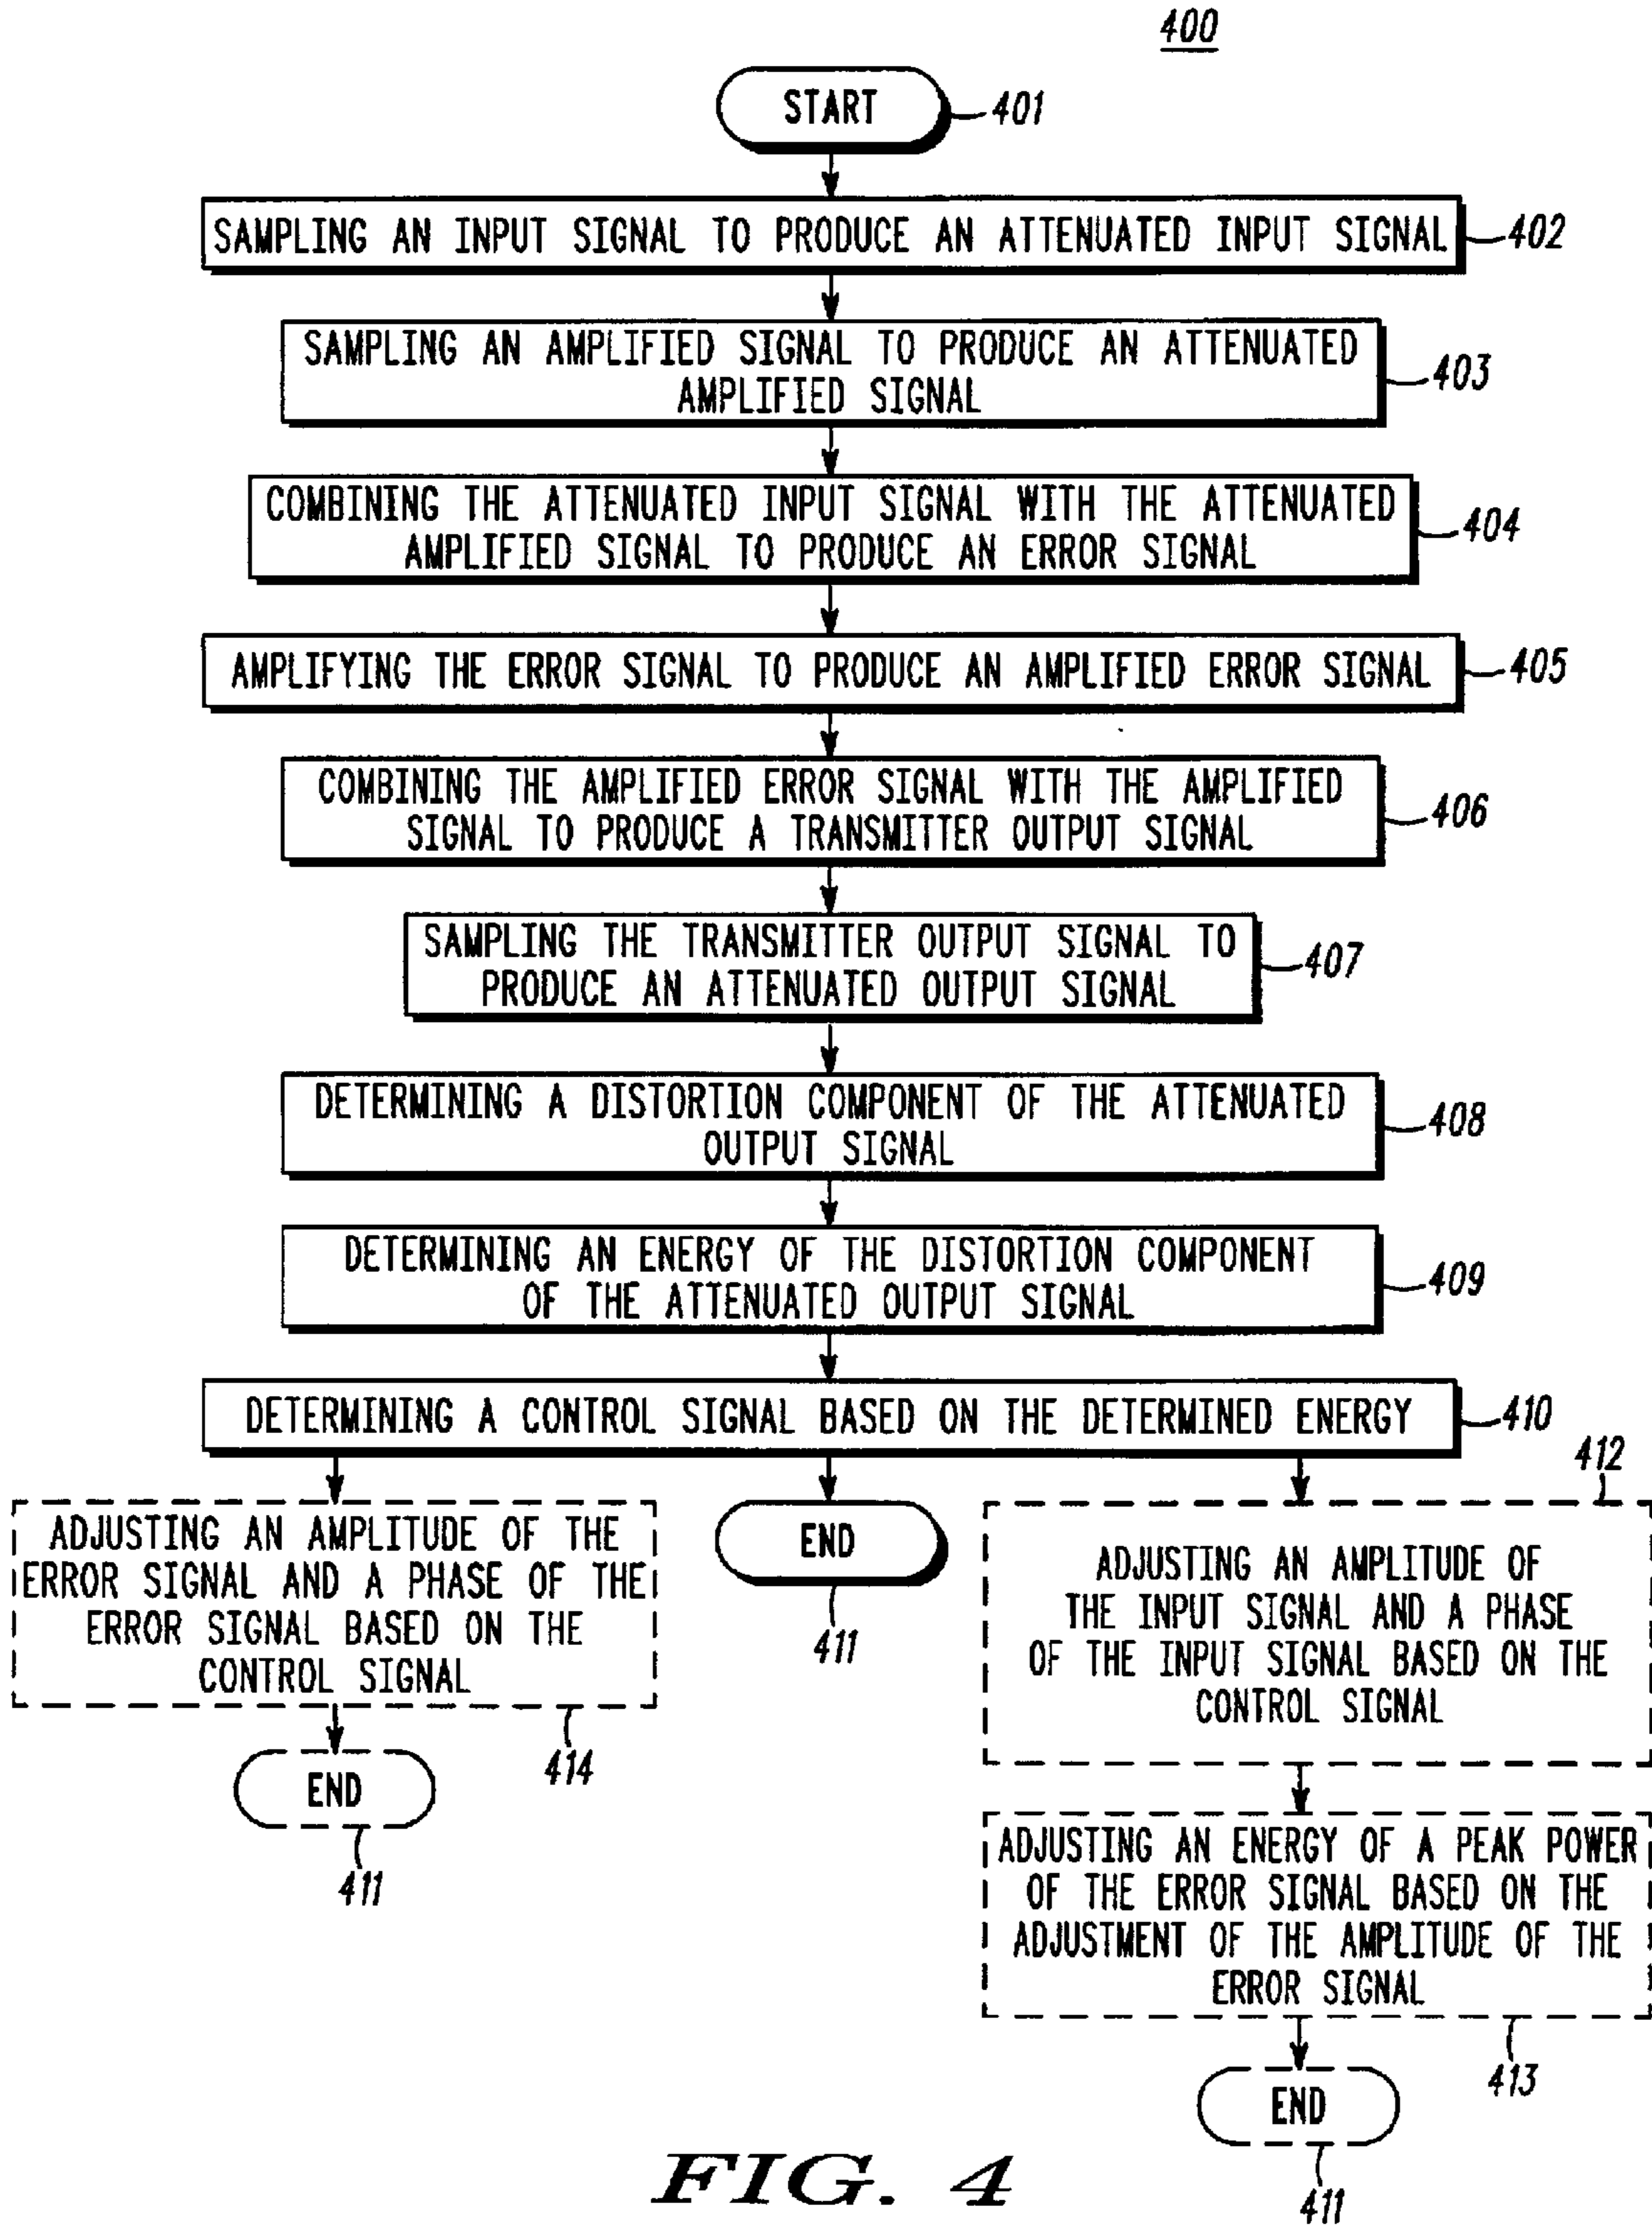 400
START
401
SAMPLING AN INPUT SIGNAL TO PRODUCE AN ATTENUATED INPUT SIGNAL
402
SAMPLING AN AMPLIFIED SIGNAL TO PRODUCE AN ATTENUATED
AMPLIFIED SIGNAL
403
COMBINING THE ATTENUATED INPUT SIGNAL WITH THE ATTENUATED
AMPLIFIED SIGNAL TO PRODUCE AN ERROR SIGNAL
404
AMPLIFYING THE ERROR SIGNAL TO PRODUCE AN AMPLIFIED ERROR SIGNAL
405
COMBINING THE AMPLIFIED ERROR SIGNAL WITH THE AMPLIFIED
SIGNAL TO PRODUCE A TRANSMITTER OUTPUT SIGNAL
406
SAMPLING THE TRANSMITTER OUTPUT SIGNAL TO
PRODUCE AN ATTENUATED OUTPUT SIGNAL
407
DETERMINING A DISTORTION COMPONENT OF THE ATTENUATED
OUTPUT SIGNAL
408
DETERMINING AN ENERGY OF THE DISTORTION COMPONENT
OF THE ATTENUATED OUTPUT SIGNAL
409
DETERMINING A CONTROL SIGNAL BASED ON THE DETERMINED ENERGY
410
ADJUSTING AN AMPLITUDE OF THE
ERROR SIGNAL AND A PHASE OF THE
ERROR SIGNAL BASED ON THE
CONTROL SIGNAL
414
END
411
END
411
412
ADJUSTING AN AMPLITUDE OF
THE INPUT SIGNAL AND A PHASE
OF THE INPUT SIGNAL BASED ON THE
CONTROL SIGNAL
ADJUSTING AN ENERGY OF A PEAK POWER
OF THE ERROR SIGNAL BASED ON THE
ADJUSTMENT OF THE AMPLITUDE OF THE
ERROR SIGNAL
413
END
411
FIG. 4